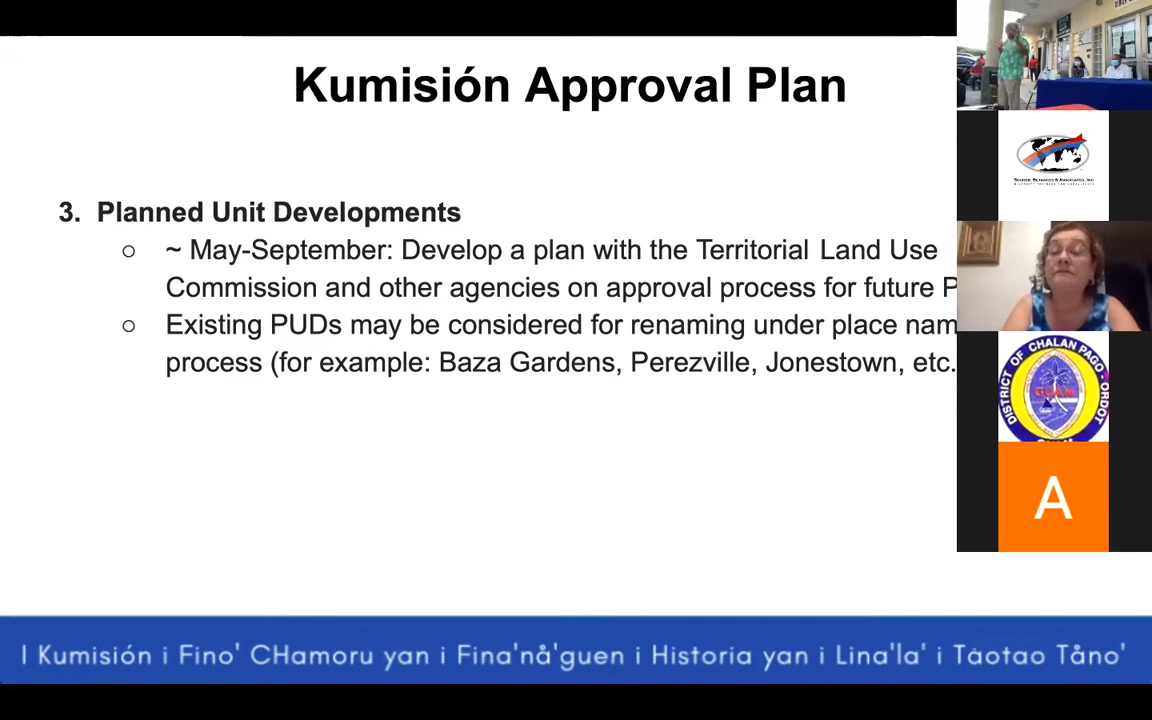 Kumisión Approval Plan
3. Planned Unit Developments
○ ~ May-September: Develop a plan with the Territorial Land Use
Commission and other agencies on approval process for future P
○ Existing PUDs may be considered for renaming under place nam
process (for example: Baza Gardens, Perezville, Jonestown, etc.
DISTRICT OF CHALAN PAGO - ORDOT
GUAM
A
I Kumisión i Fino' CHamoru yan i Fina'nå'guen i Historia yan i Lina'la' i Tåotao Tåno'